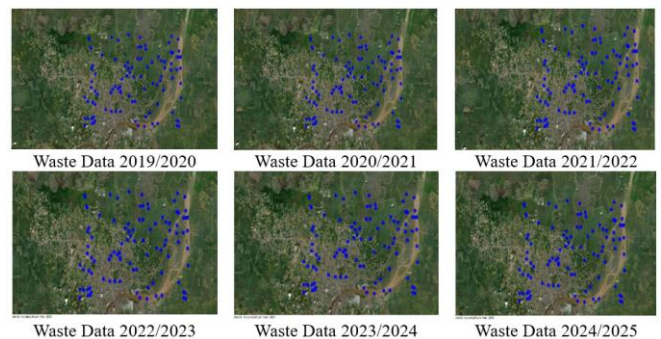 Waste Data 2019/2020
Waste Data 2020/2021
Waste Data 2021/2022
Waste Data 2022/2023
Waste Data 2023/2024
Waste Data 2024/2025